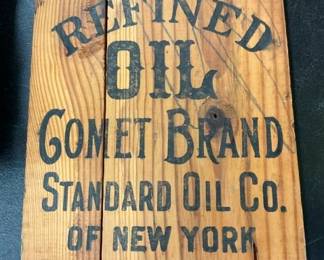 REFINED
OIL
COMET BRAND
STANDARD OIL CO.
OF NEW YORK